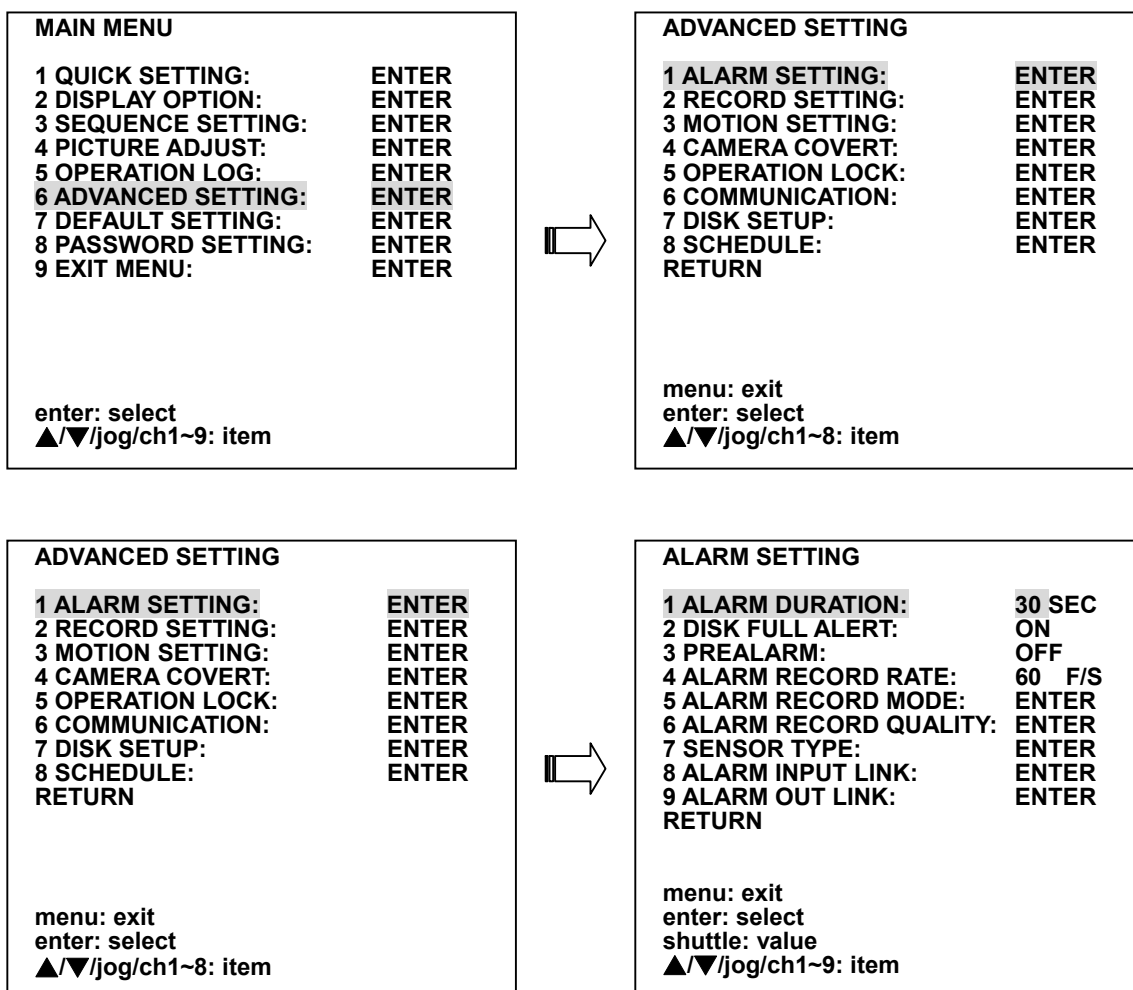 MAIN MENU
1 QUICK SETTING: ENTER
2 DISPLAY OPTION: ENTER
3 SEQUENCE SETTING: ENTER
4 PICTURE ADJUST: ENTER
5 OPERATION LOG: ENTER
6 ADVANCED SETTING: ENTER
7 DEFAULT SETTING: ENTER
8 PASSWORD SETTING: ENTER
9 EXIT MENU: ENTER
enter: select
▲/▼/jog/ch1~9: item
ADVANCED SETTING
1 ALARM SETTING: ENTER
2 RECORD SETTING: ENTER
3 MOTION SETTING: ENTER
4 CAMERA COVERT: ENTER
5 OPERATION LOCK: ENTER
6 COMMUNICATION: ENTER
7 DISK SETUP: ENTER
8 SCHEDULE: ENTER
RETURN
menu: exit
enter: select
▲/▼/jog/ch1~8: item
ADVANCED SETTING
1 ALARM SETTING: ENTER
2 RECORD SETTING: ENTER
3 MOTION SETTING: ENTER
4 CAMERA COVERT: ENTER
5 OPERATION LOCK: ENTER
6 COMMUNICATION: ENTER
7 DISK SETUP: ENTER
8 SCHEDULE: ENTER
RETURN
menu: exit
enter: select
▲/▼/jog/ch1~8: item
ALARM SETTING
1 ALARM DURATION: 30 SEC
2 DISK FULL ALERT: ON
3 PREALARM: OFF
4 ALARM RECORD RATE: 60 F/S
5 ALARM RECORD MODE: ENTER
6 ALARM RECORD QUALITY: ENTER
7 SENSOR TYPE: ENTER
8 ALARM INPUT LINK: ENTER
9 ALARM OUT LINK: ENTER
RETURN
menu: exit
enter: select
shuttle: value
▲/▼/jog/ch1~9: item